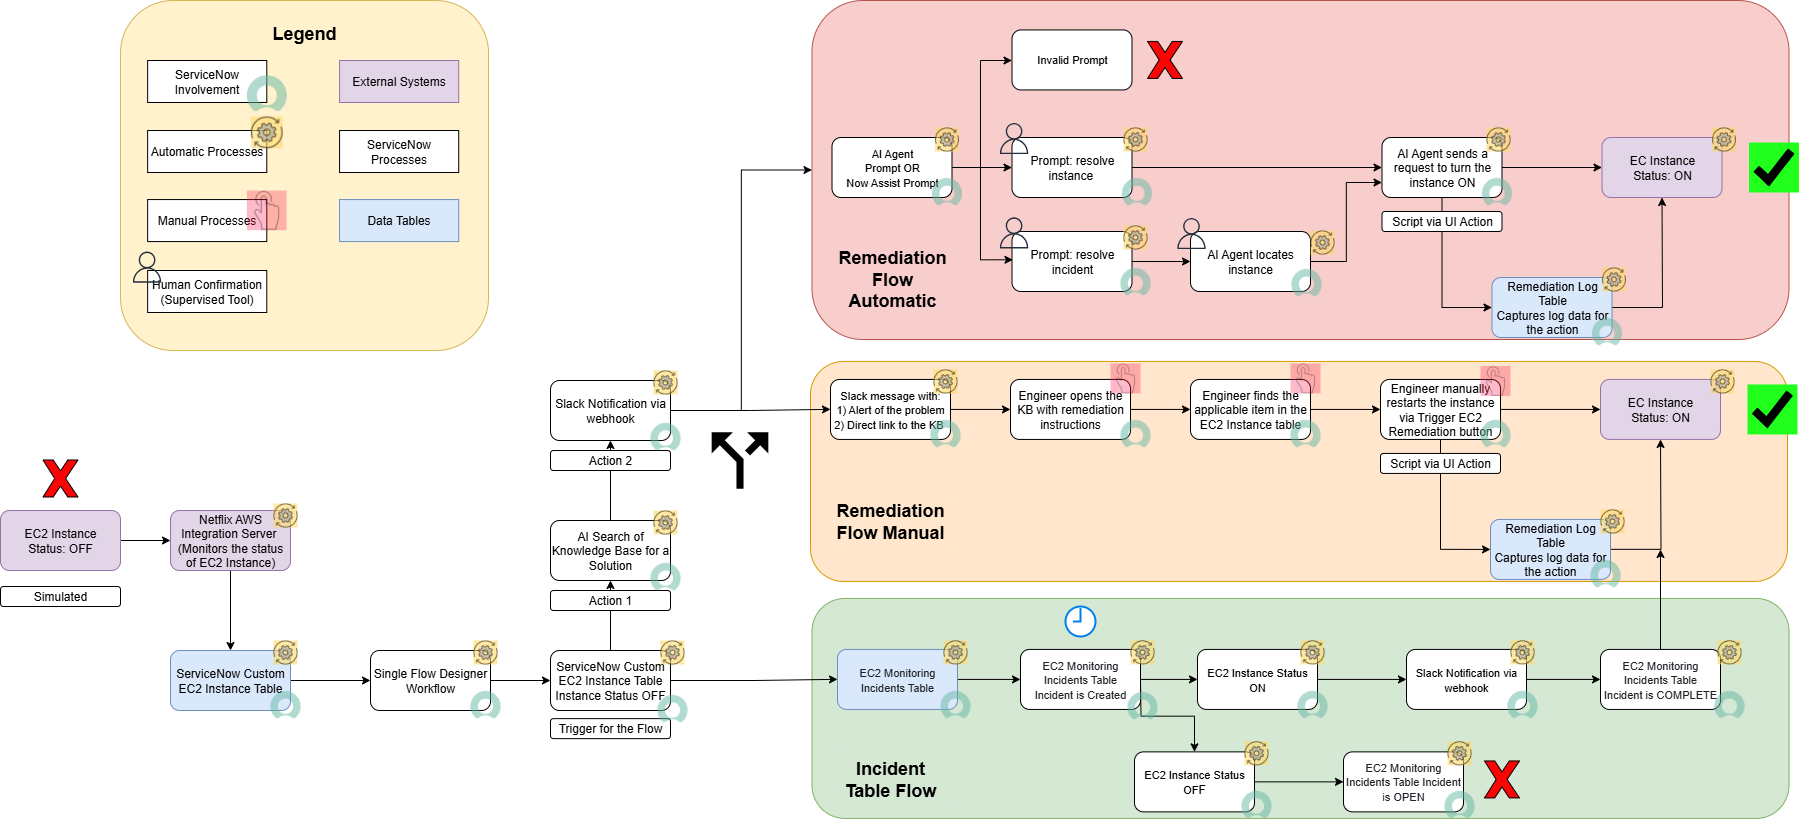 Legend
ServiceNow
Involvement
External Systems
Automatic Processes
ServiceNow
Processes
Manual Processes
Data Tables
Human Confirmation
(Supervised Tool)
Invalid Prompt
AI Agent
Prompt OR
Now Assist Prompt
Prompt: resolve
instance
AI Agent sends a
request to turn the
instance ON
EC Instance
Status: ON
Script via UI Action
Prompt: resolve
incident
AI Agent locates
instance
Remediation
Flow
Automatic
Remediation Log
Table
Captures log data for
the action
Slack Notification via
webhook
Action 2
Slack message with:
1) Alert of the problem
2) Direct link to the KB
Engineer opens the
KB with remediation
instructions
Engineer finds the
applicable item in the
EC2 Instance table
Engineer manually
restarts the instance
via Trigger EC2
Remediation button
EC Instance
Status: ON
Script via UI Action
Remediation
Flow Manual
Remediation Log
Table
Captures log data for
the action
EC2 Instance
Status: OFF
Simulated
Netflix AWS
Integration Server
(Monitors the status
of EC2 Instance)
AI Search of
Knowledge Base for a
Solution
Action 1
ServiceNow Custom
EC2 Instance Table
Single Flow Designer
Workflow
ServiceNow Custom
EC2 Instance Table
Instance Status OFF
Trigger for the Flow
EC2 Monitoring
Incidents Table
EC2 Monitoring
Incidents Table
Incident is Created
EC2 Instance Status
ON
Slack Notification via
webhook
EC2 Monitoring
Incidents Table
Incident is COMPLETE
Incident
Table Flow
EC2 Instance Status
OFF
EC2 Monitoring
Incidents Table Incident
is OPEN